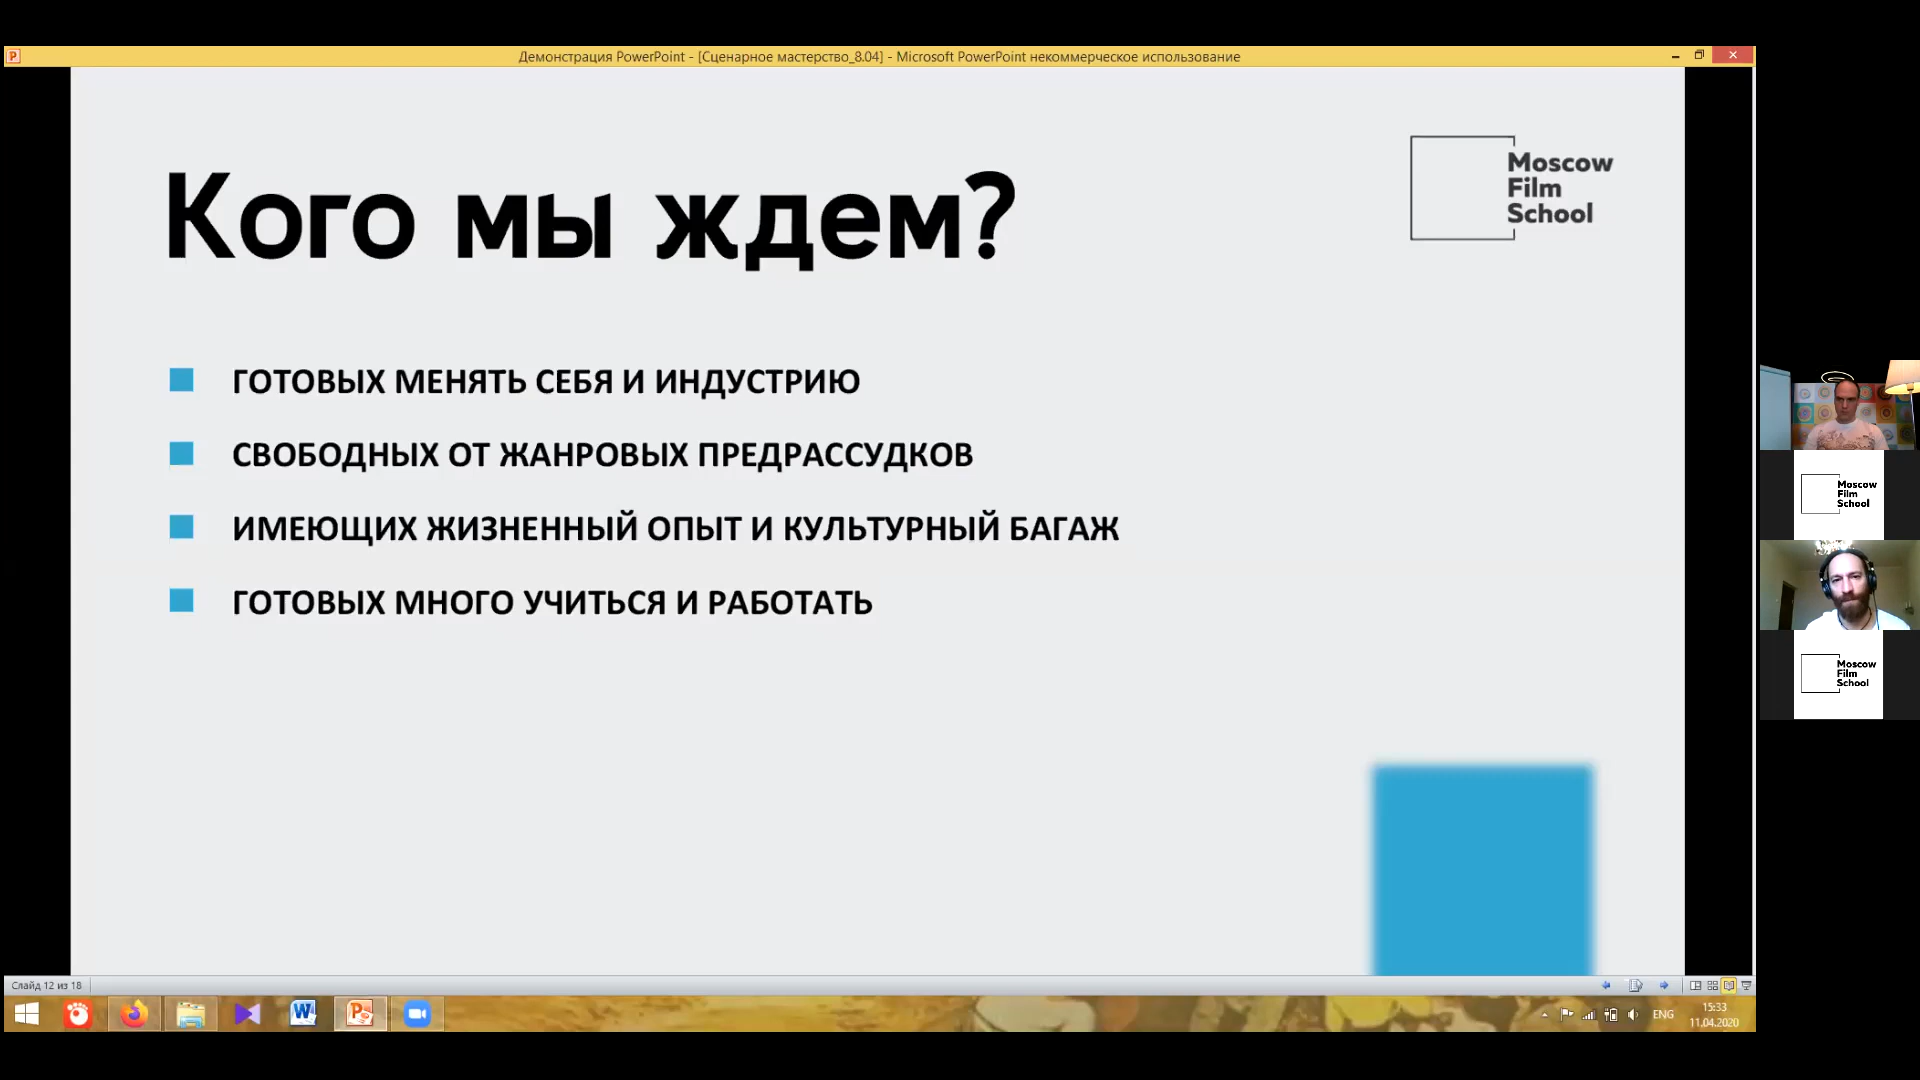 Демонстрация PowerPoint - [Сценарное мастерство_8.04] - Microsoft PowerPoint некоммерческое использование
Кого мы ждем?
Moscow
Film
School
ГОТОВЫХ МЕНЯТЬ СЕБЯ И ИНДУСТРИЮ
СВОБОДНЫХ ОТ ЖАНРОВЫХ ПРЕДРАССУДКОВ
ИМЕЮЩИХ ЖИЗНЕННЫЙ ОПЫТ И КУЛЬТУРНЫЙ БАГАЖ
ГОТОВЫХ МНОГО УЧИТЬСЯ И РАБОТАТЬ
Moscow
Film
School
Moscow
Film
School
Слайд 12 из 18
ENG
15:33
11.04.2020